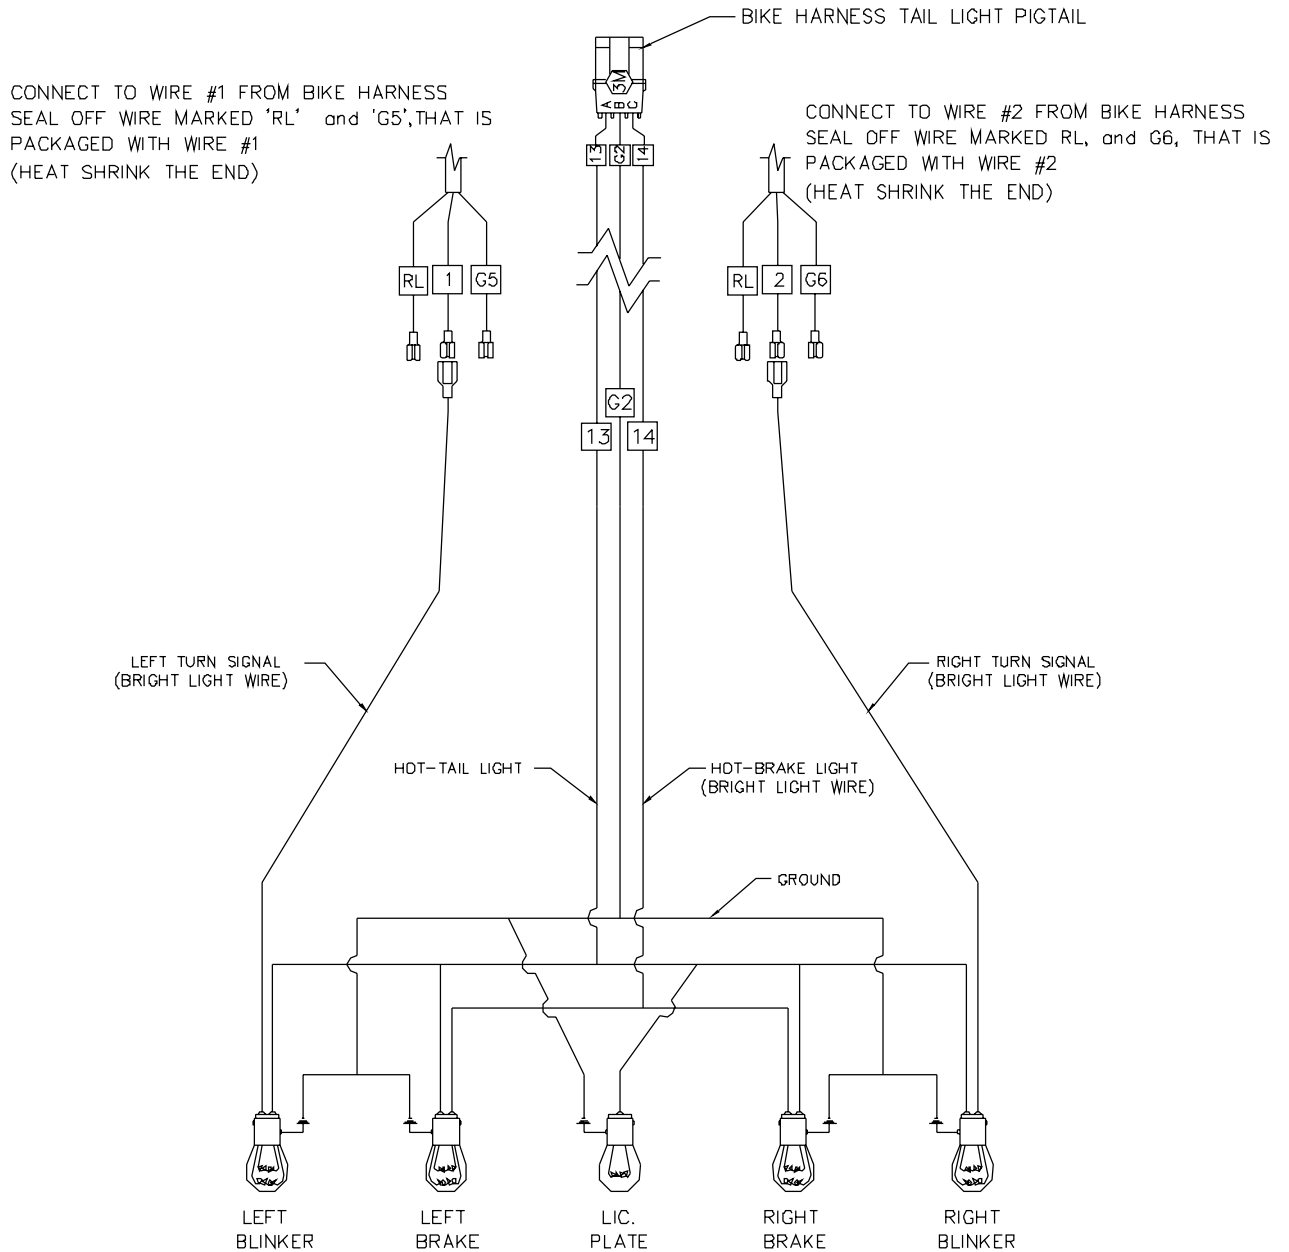 BIKE HARNESS TAIL LIGHT PIGTAIL
CONNECT TO WIRE #1 FROM BIKE HARNESS
SEAL OFF WIRE MARKED 'RL' and 'G5', THAT IS
PACKAGED WITH WIRE #1
(HEAT SHRINK THE END)
3M
A
B
C
CONNECT TO WIRE #2 FROM BIKE HARNESS
SEAL OFF WIRE MARKED RL, and G6, THAT IS
PACKAGED WITH WIRE #2
(HEAT SHRINK THE END)
13
G2
14
RL
1
G5
RL
2
G6
G2
13
14
LEFT TURN SIGNAL
(BRIGHT LIGHT WIRE)
RIGHT TURN SIGNAL
(BRIGHT LIGHT WIRE)
HOT-TAIL LIGHT
HOT-BRAKE LIGHT
(BRIGHT LIGHT WIRE)
GROUND
LEFT
BLINKER
LEFT
BRAKE
LIC.
PLATE
RIGHT
BRAKE
RIGHT
BLINKER